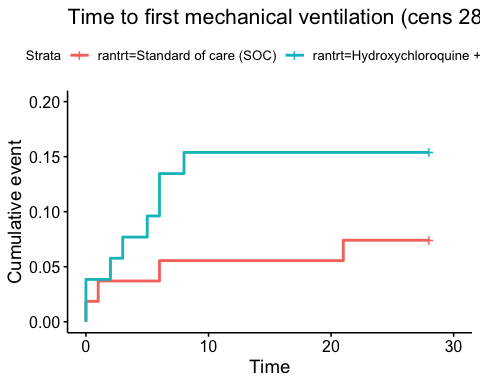 Time to first mechanical ventilation (cens 28
Strata rantrt=Standard of care (SOC) rantrt=Hydroxychloroquine +
0.20
0.15
0.10
0.05
0.00
Cumulative event
0 10 20 30
Time